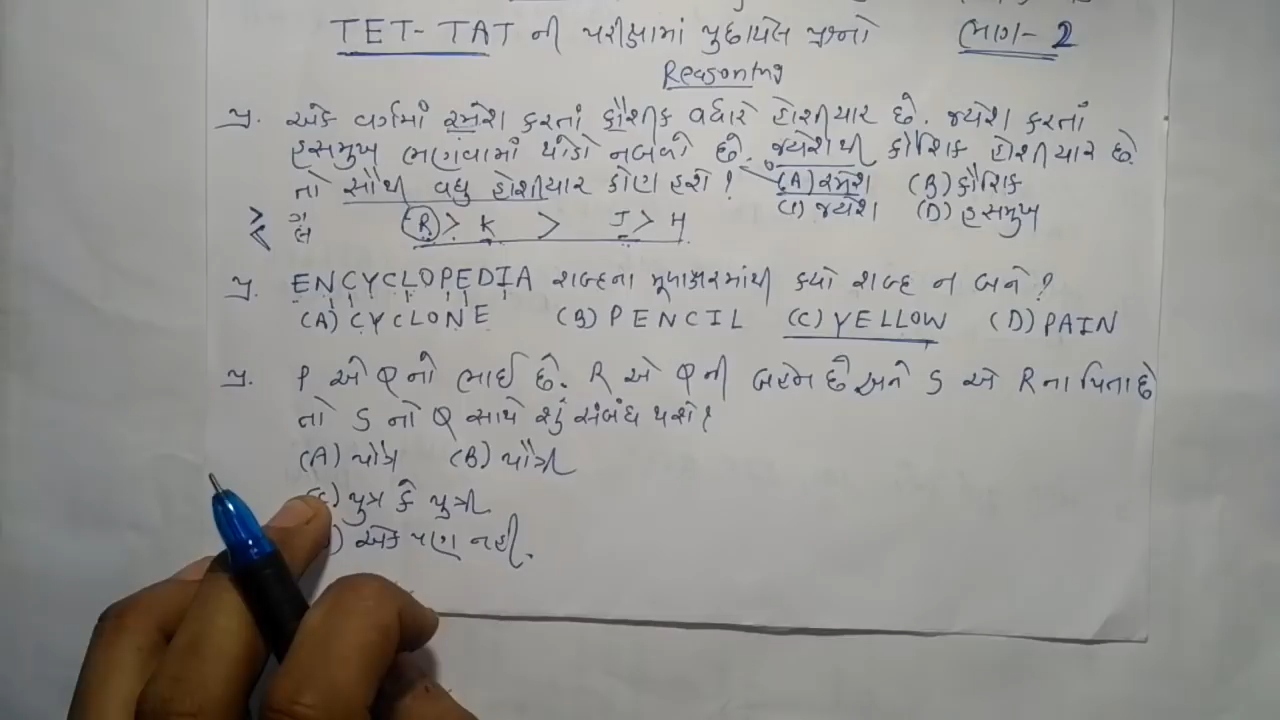 TET- TAT ની પરીક્ષામાં પુછાયેલ પ્રશ્નો ભાગ- 2
Reasoning
પ્ર. એક વર્ગમાં રમેશ કરતાં કૌશીક વધારે હોશીયાર છે. જયેશ કરતાં
હસમુખ ભણવામાં થોડો નબળો છે. જયેશથી કૌશિક હોશીયાર છે.
તો સૌથી વધુ હોશીયાર કોણ હશે? (A) રમેશ (B) કૌશિક
(C) જયેશ (D) હસમુખ
> ગ R > K > J > H
< લ
પ્ર. ENCYCLOPEDIA શબ્દના મૂળાક્ષરમાંથી કયો શબ્દ ન બને?
(A) CYCLONE (B) PENCIL (C) YELLOW (D) PAIN
પ્ર. P એ Q નો ભાઈ છે. R એ Q ની બહેન છે અને S એ R ના પિતા છે
તો S નો Q સાથે શું સંબંધ થશે?
(A) પૌત્ર (B) પૌત્રી
(C) પુત્ર કે પુત્રી
) એક પણ નહી.